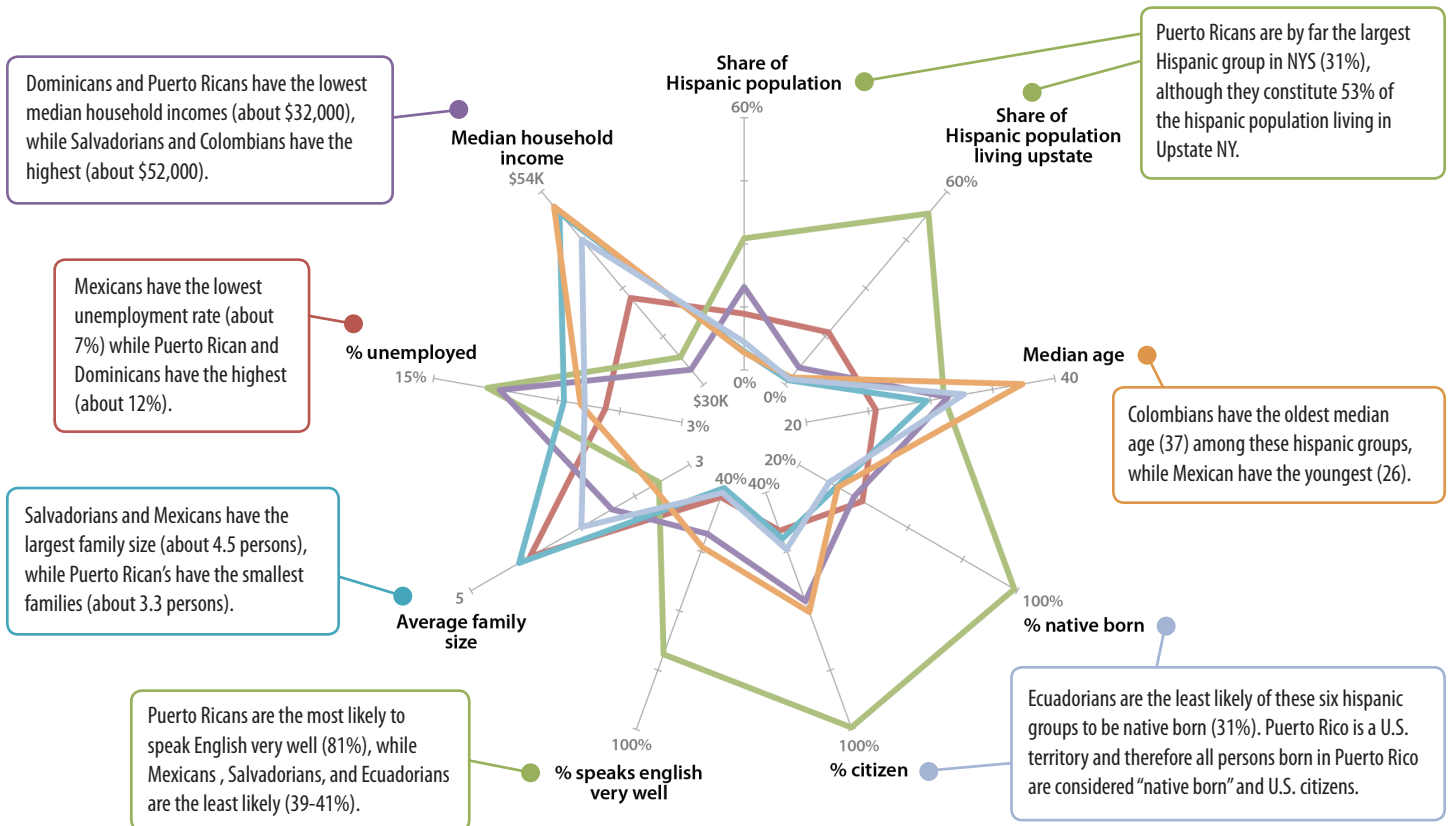 Dominicans and Puerto Ricans have the lowest
median household incomes (about $32,000),
while Salvadorians and Colombians have the
highest (about $52,000).
Puerto Ricans are by far the largest
Hispanic group in NYS (31%),
although they constitute 53% of
the hispanic population living in
Upstate NY.
Share of
Hispanic population
60%
Share of
Hispanic population
living upstate
60%
Median household
income
$54K
Mexicans have the lowest
unemployment rate (about
7%) while Puerto Rican and
Dominicans have the highest
(about 12%).
% unemployed
15%
Median age
40
Colombians have the oldest median
age (37) among these hispanic groups,
while Mexican have the youngest (26).
0%
0%
$30K
3%
20
3
20%
40%
40%
Salvadorians and Mexicans have the
largest family size (about 4.5 persons),
while Puerto Rican’s have the smallest
families (about 3.3 persons).
5
Average family
size
100%
% native born
Puerto Ricans are the most likely to
speak English very well (81%), while
Mexicans , Salvadorians, and Ecuadorians
are the least likely (39-41%).
100%
% speaks english
very well
100%
% citizen
Ecuadorians are the least likely of these six hispanic
groups to be native born (31%). Puerto Rico is a U.S.
territory and therefore all persons born in Puerto Rico
are considered “native born” and U.S. citizens.